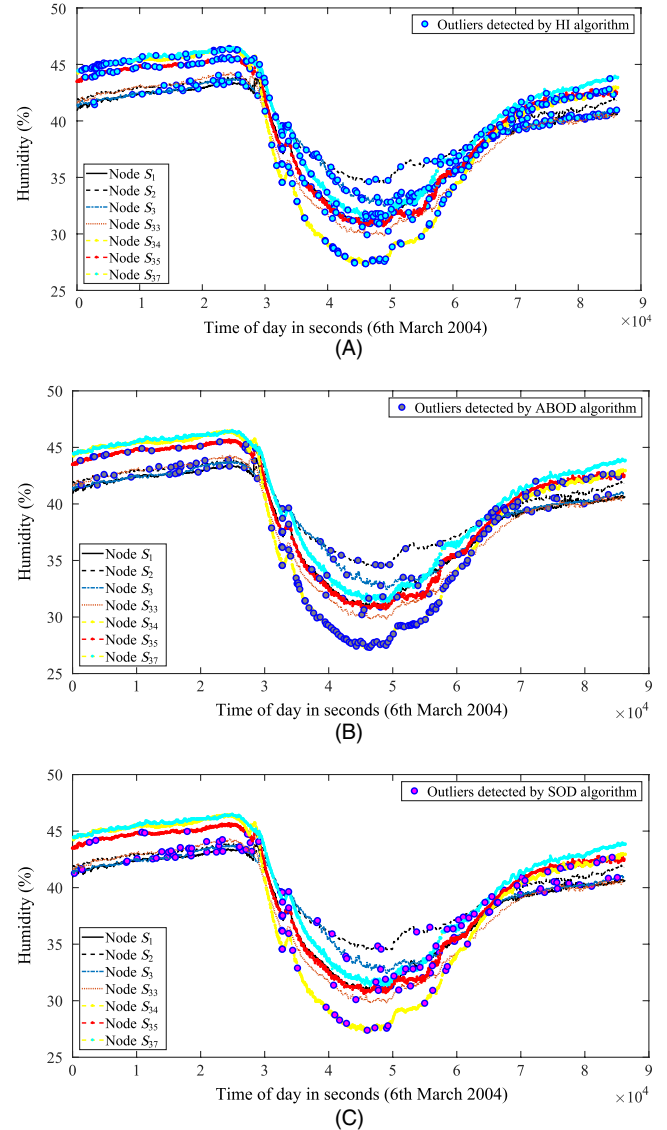 50
45
40
35
30
25
Humidity (%)
Outliers detected by HI algorithm
Node S1
Node S2
Node S3
Node S33
Node S34
Node S35
Node S37
0 1 2 3 4 5 6 7 8 9
×10⁴
Time of day in seconds (6th March 2004)
(A)
50
45
40
35
30
25
Humidity (%)
Outliers detected by ABOD algorithm
Node S1
Node S2
Node S3
Node S33
Node S34
Node S35
Node S37
0 1 2 3 4 5 6 7 8 9
×10⁴
Time of day in seconds (6th March 2004)
(B)
50
45
40
35
30
25
Humidity (%)
Outliers detected by SOD algorithm
Node S1
Node S2
Node S3
Node S33
Node S34
Node S35
Node S37
0 1 2 3 4 5 6 7 8 9
×10⁴
Time of day in seconds (6th March 2004)
(C)